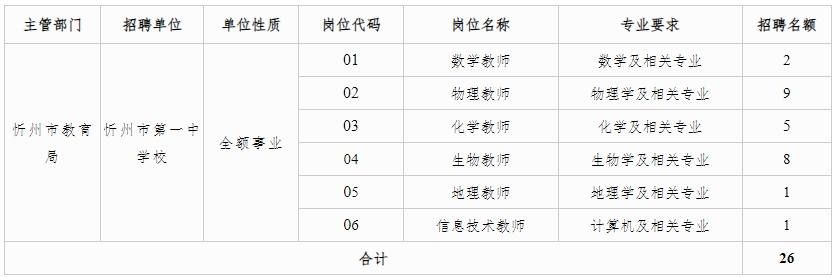 主管部门 招聘单位 单位性质 岗位代码 岗位名称 专业要求 招聘名额
忻州市教育局 忻州市第一中学校 全额事业 01 数学教师 数学及相关专业 2
02 物理教师 物理学及相关专业 9
03 化学教师 化学及相关专业 5
04 生物教师 生物学及相关专业 8
05 地理教师 地理学及相关专业 1
06 信息技术教师 计算机及相关专业 1
合计 26